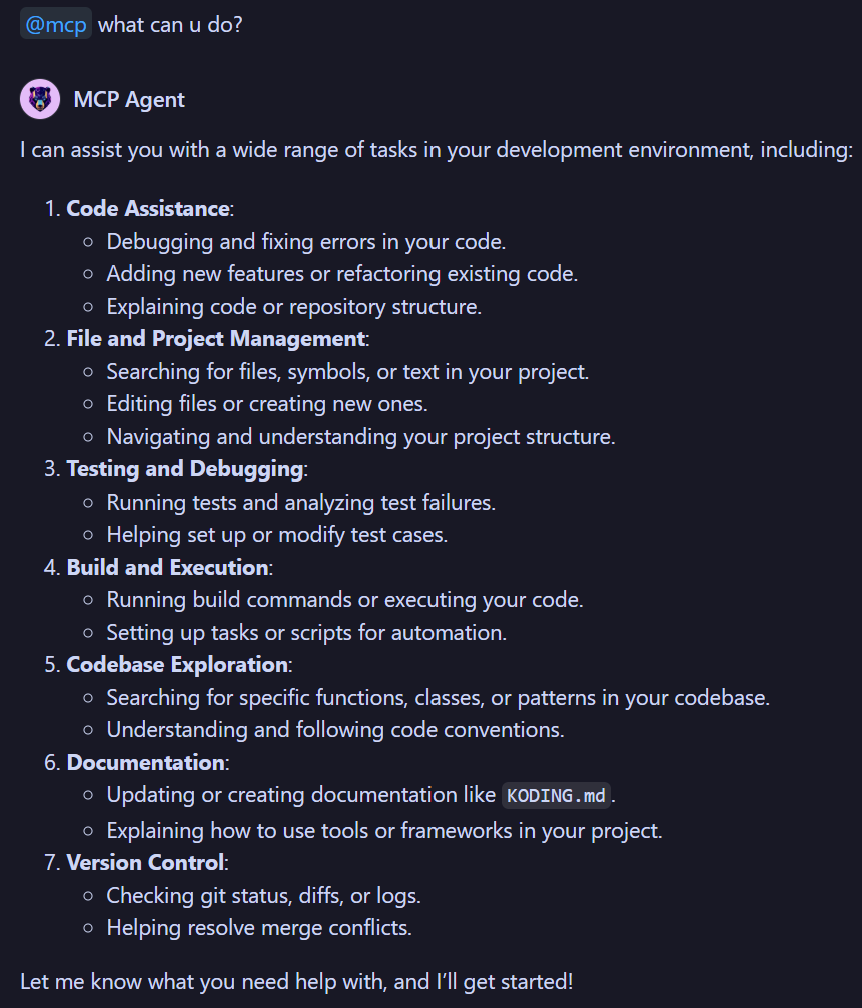 @mcp what can u do?
MCP Agent
I can assist you with a wide range of tasks in your development environment, including:
1. Code Assistance:
Debugging and fixing errors in your code.
Adding new features or refactoring existing code.
Explaining code or repository structure.
2. File and Project Management:
Searching for files, symbols, or text in your project.
Editing files or creating new ones.
Navigating and understanding your project structure.
3. Testing and Debugging:
Running tests and analyzing test failures.
Helping set up or modify test cases.
4. Build and Execution:
Running build commands or executing your code.
Setting up tasks or scripts for automation.
5. Codebase Exploration:
Searching for specific functions, classes, or patterns in your codebase.
Understanding and following code conventions.
6. Documentation:
Updating or creating documentation like KODING.md.
Explaining how to use tools or frameworks in your project.
7. Version Control:
Checking git status, diffs, or logs.
Helping resolve merge conflicts.
Let me know what you need help with, and I’ll get started!